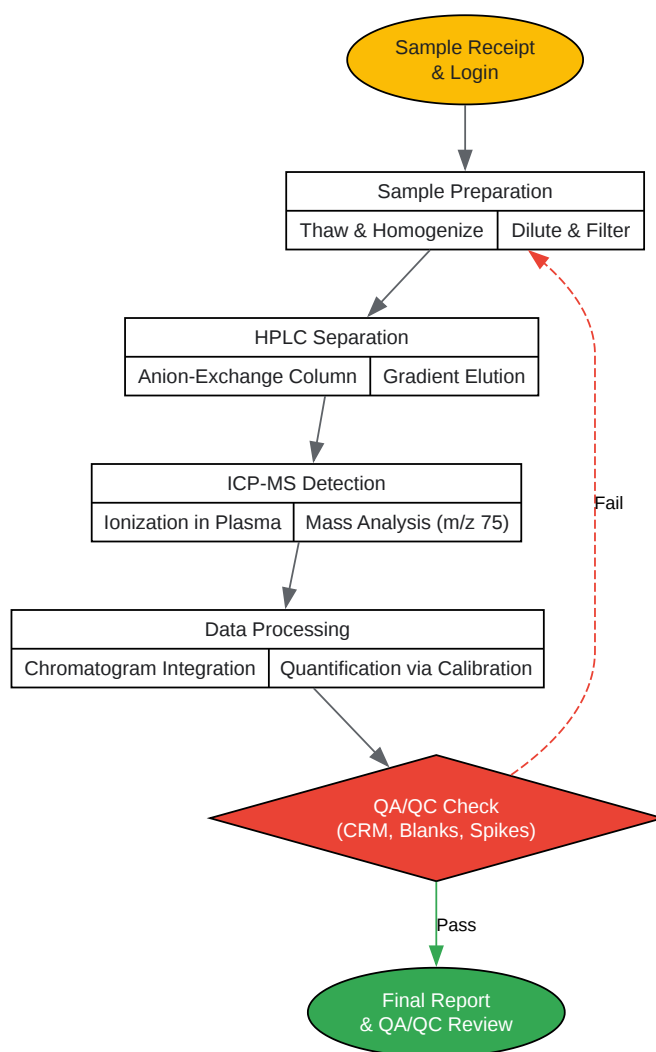 Sample Receipt
& Login
Sample Preparation
Thaw & Homogenize
Dilute & Filter
HPLC Separation
Anion-Exchange Column
Gradient Elution
ICP-MS Detection
Ionization in Plasma
Mass Analysis (m/z 75)
Fail
Data Processing
Chromatogram Integration
Quantification via Calibration
QA/QC Check
(CRM, Blanks, Spikes)
Pass
Final Report
& QA/QC Review